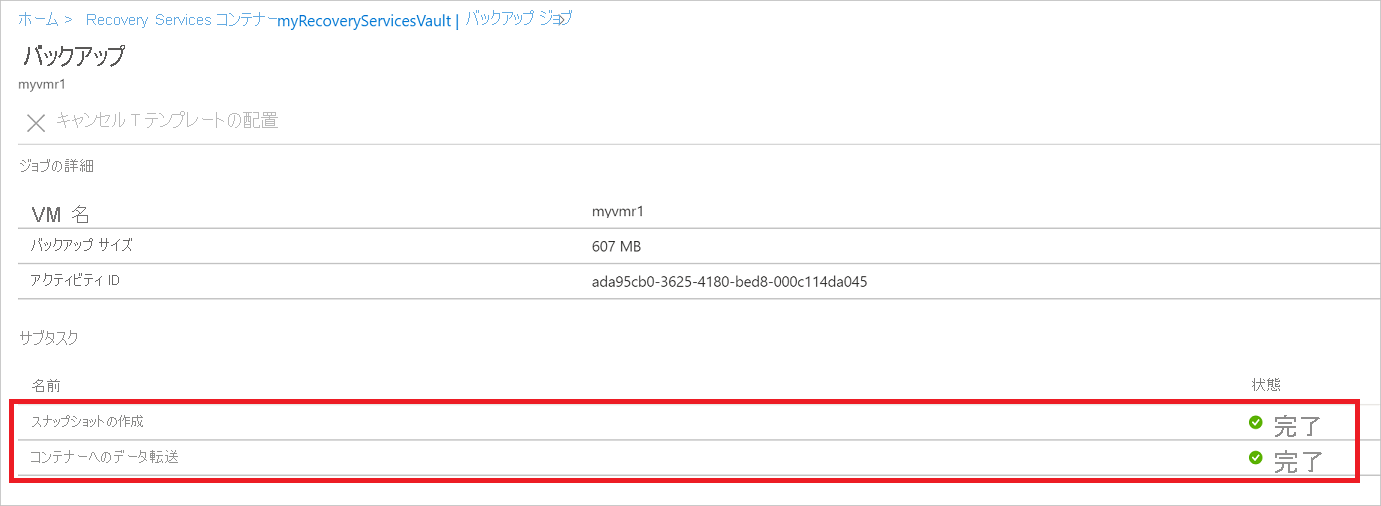 ホーム > Recovery Services コンテナー myRecoveryServicesVault | バックアップ ジョブ
バックアップ
myvmr1
キャンセル T テンプレートの配置
ジョブの詳細
VM 名 myvmr1
バックアップ サイズ 607 MB
アクティビティ ID ada95cb0-3625-4180-bed8-000c114da045
サブタスク
名前 状態
スナップショットの作成 完了
コンテナーへのデータ転送 完了